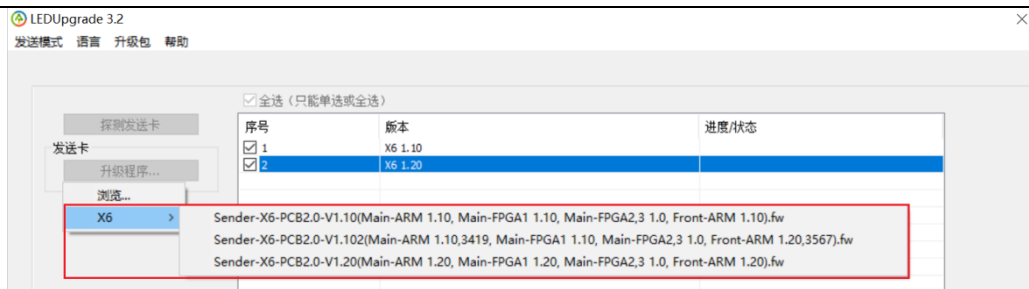 LEDUpgrade 3.2
发送模式 语言 升级包 帮助
全选（只能单选或全选）
探测发送卡
序号 版本 进度/状态
发送卡
1 X6 1.10
升级程序...
2 X6 1.20
浏览...
X6
Sender-X6-PCB2.0-V1.10(Main-ARM 1.10, Main-FPGA1 1.10, Main-FPGA2,3 1.0, Front-ARM 1.10).fw
Sender-X6-PCB2.0-V1.102(Main-ARM 1.10,3419, Main-FPGA1 1.10, Main-FPGA2,3 1.0, Front-ARM 1.20,3567).fw
Sender-X6-PCB2.0-V1.20(Main-ARM 1.20, Main-FPGA1 1.20, Main-FPGA2,3 1.0, Front-ARM 1.20).fw